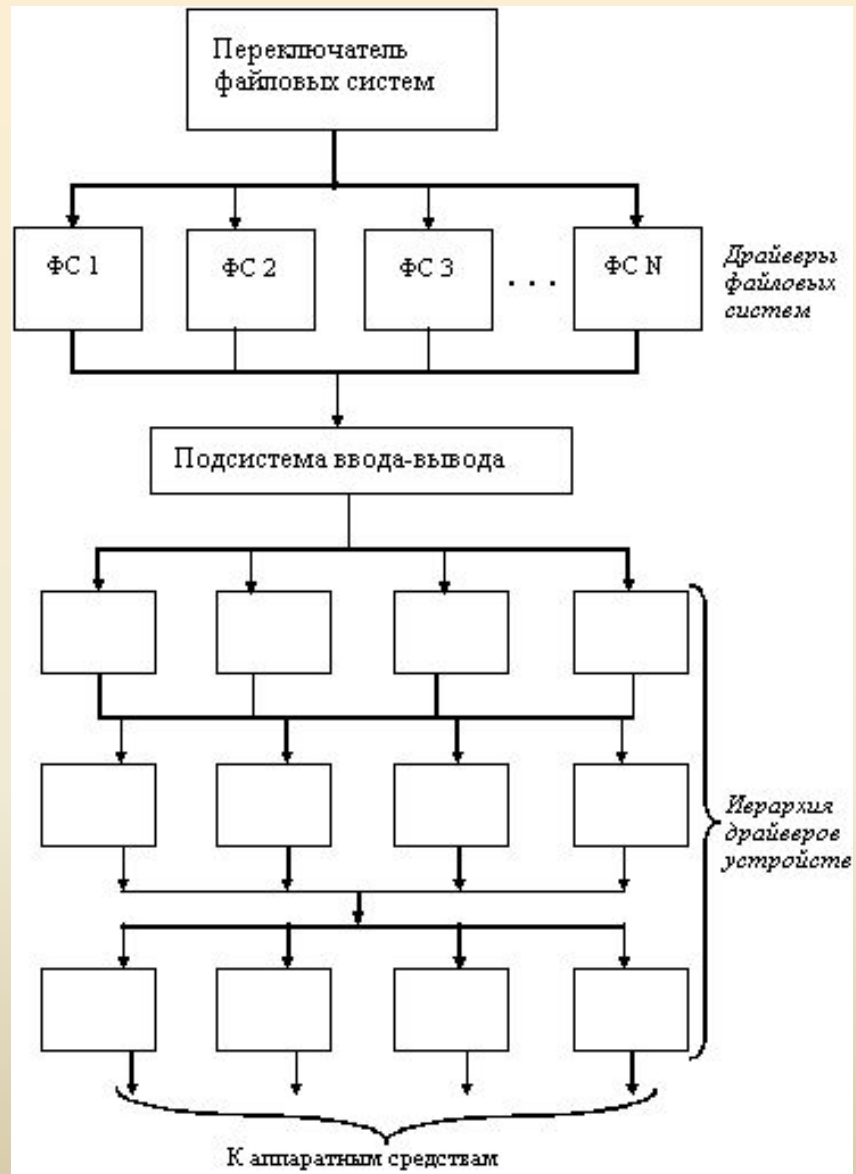 Переключатель
файловых систем
ФС 1
ФС 2
ФС 3
. . .
ФС N
Драйверы
файловых
систем
Подсистема ввода-вывода
Иерархия
драйверов
устройств
К аппаратным средствам